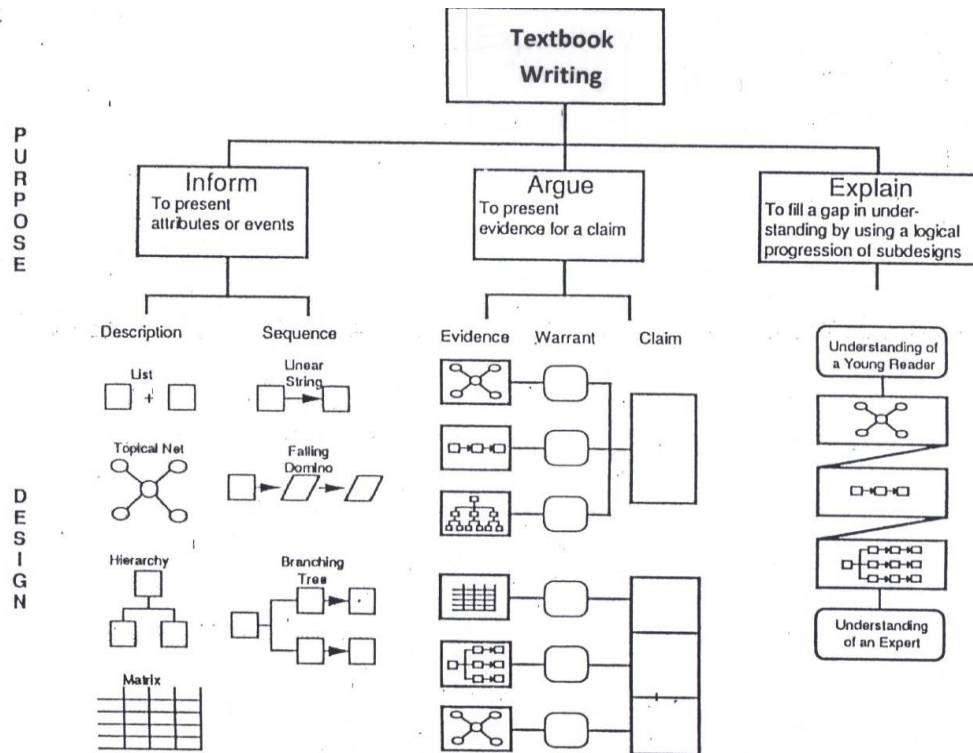 Textbook
Writing
PURPOSE
Inform
To present
attributes or events
Argue
To present
evidence for a claim
Explain
To fill a gap in under-
standing by using a logical
progression of subdesigns
DESIGN
Description
Sequence
List
+
Linear
String
Topical Net
Falling
Domino
Hierarchy
Branching
Tree
Matrix
Evidence
Warrant
Claim
Understanding of
a Young Reader
Understanding
of an Expert